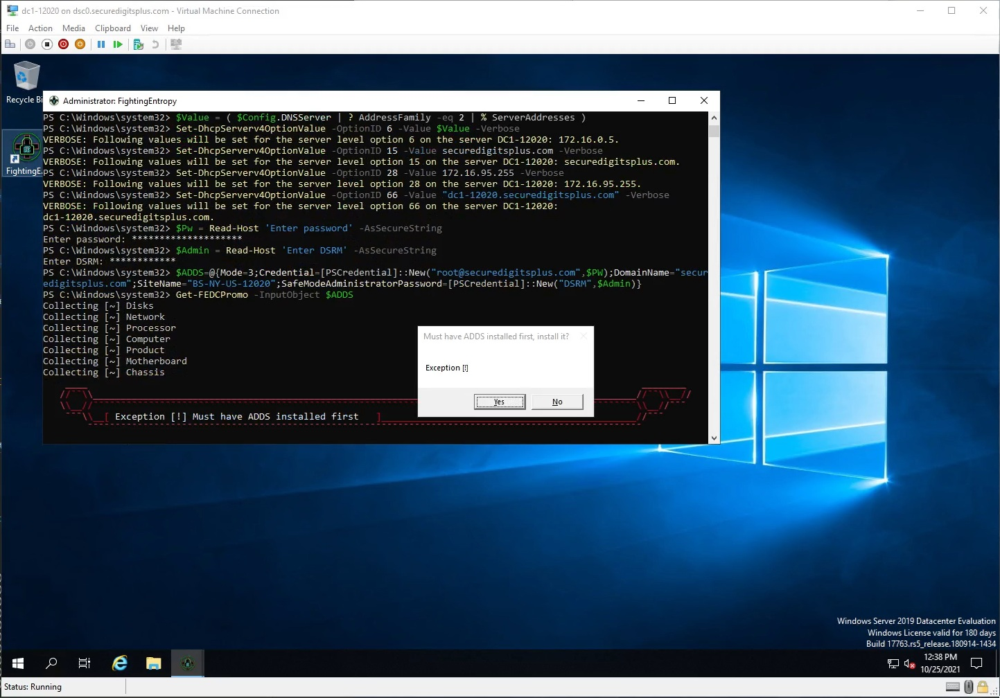 dc1-12020 on dsc0.securedigitsplus.com - Virtual Machine Connection
File Action Media Clipboard View Help
Recycle Bi
Administrator: FightingEntropy
PS C:\Windows\system32> $Value = ( $Config.DNSServer | ? AddressFamily -eq 2 | % ServerAddresses )
PS C:\Windows\system32> Set-DhcpServerv4OptionValue -OptionID 6 -Value $Value -Verbose
VERBOSE: Following values will be set for the server level option 6 on the server DC1-12020: 172.16.0.5.
PS C:\Windows\system32> Set-DhcpServerv4OptionValue -OptionID 15 -Value securedigitsplus.com -Verbose
VERBOSE: Following values will be set for the server level option 15 on the server DC1-12020: securedigitsplus.com.
PS C:\Windows\system32> Set-DhcpServerv4OptionValue -OptionID 28 -Value 172.16.95.255 -Verbose
VERBOSE: Following values will be set for the server level option 28 on the server DC1-12020: 172.16.95.255.
PS C:\Windows\system32> Set-DhcpServerv4OptionValue -OptionID 66 -Value "dc1-12020.securedigitsplus.com" -Verbose
VERBOSE: Following values will be set for the server level option 66 on the server DC1-12020:
dc1-12020.securedigitsplus.com.
PS C:\Windows\system32> $Pw = Read-Host 'Enter password' -AsSecureString
Enter password: ********************
PS C:\Windows\system32> $Admin = Read-Host 'Enter DSRM' -AsSecureString
Enter DSRM: ************
PS C:\Windows\system32> $ADDS=@{Mode=3;Credential=[PSCredential]::New("root@securedigitsplus.com",$PW);DomainName="secur
edigitsplus.com";SiteName="BS-NY-US-12020";SafeModeAdministratorPassword=[PSCredential]::New("DSRM",$Admin)}
PS C:\Windows\system32> Get-FEDCPromo -InputObject $ADDS
Collecting [~] Disks
Collecting [~] Network
Collecting [~] Processor
Collecting [~] Computer
Collecting [~] Product
Collecting [~] Motherboard
Collecting [~] Chassis
[ Exception [!] Must have ADDS installed first ]
FightingE
Must have ADDS installed first, install it?
Exception [!]
Yes No
Windows Server 2019 Datacenter Evaluation
Windows License valid for 180 days
Build 17763.rs5_release.180914-1434
12:38 PM
10/25/2021
Status: Running